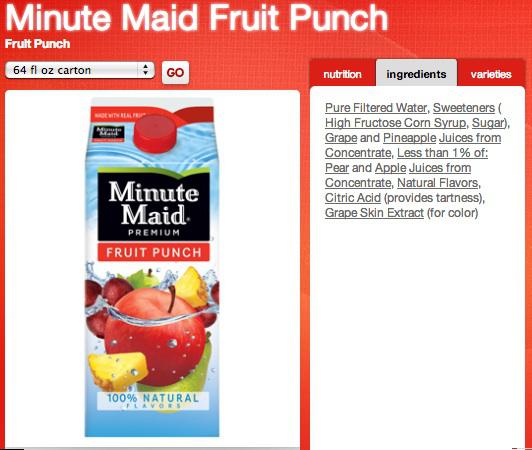 Minute Maid Fruit Punch
Fruit Punch
64 fl oz carton
GO
nutrition
ingredients
varieties
Pure Filtered Water, Sweeteners (
High Fructose Corn Syrup, Sugar),
Grape and Pineapple Juices from
Concentrate, Less than 1% of:
Pear and Apple Juices from
Concentrate, Natural Flavors,
Citric Acid (provides tartness),
Grape Skin Extract (for color)
MADE WITH REAL FRUIT
Minute
Maid
Minute
Maid
PREMIUM
FRUIT PUNCH
100% NATURAL
FLAVORS